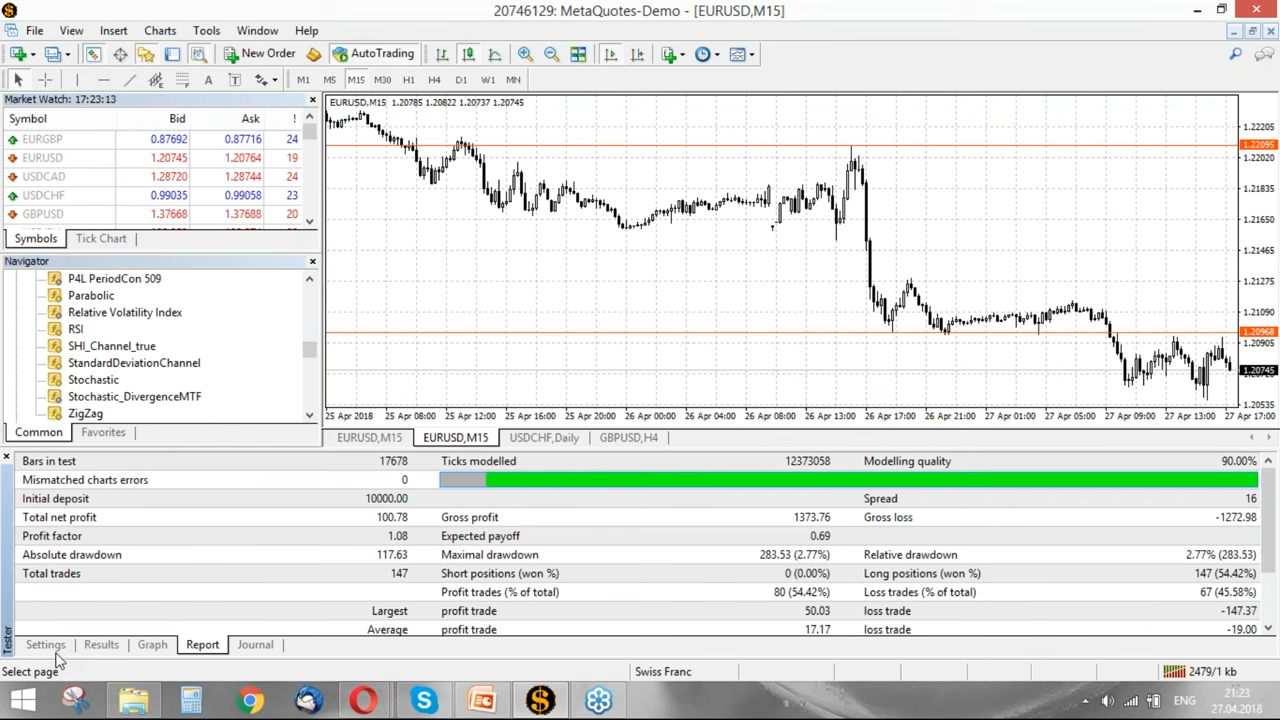 20746129: MetaQuotes-Demo - [EURUSD,M15]
File View Insert Charts Tools Window Help
New Order AutoTrading
A T M1 M5 M15 M30 H1 H4 D1 W1 MN
Market Watch: 17:23:13
Symbol Bid Ask !
EURGBP 0.87692 0.87716 24
EURUSD 1.20745 1.20764 19
USDCAD 1.28720 1.28744 24
USDCHF 0.99035 0.99058 23
GBPUSD 1.37668 1.37688 20
Symbols Tick Chart
Navigator
P4L PeriodCon 509
Parabolic
Relative Volatility Index
RSI
SHI_Channel_true
StandardDeviationChannel
Stochastic
Stochastic_DivergenceMTF
ZigZag
Common Favorites
EURUSD,M15 1.20785 1.20822 1.20737 1.20745
1.22205
1.22095
1.22020
1.21835
1.21650
1.21465
1.21275
1.21090
1.20968
1.20905
1.20745
1.20535
25 Apr 2018 25 Apr 08:00 25 Apr 12:00 25 Apr 16:00 25 Apr 20:00 26 Apr 00:00 26 Apr 04:00 26 Apr 08:00 26 Apr 13:00 26 Apr 17:00 26 Apr 21:00 27 Apr 01:00 27 Apr 05:00 27 Apr 09:00 27 Apr 13:00 27 Apr 17:00
EURUSD,M15 EURUSD,M15 USDCHF,Daily GBPUSD,H4
Bars in test 17678 Ticks modelled 12373058 Modelling quality 90.00%
Mismatched charts errors 0
Initial deposit 10000.00 Spread 16
Total net profit 100.78 Gross profit 1373.76 Gross loss -1272.98
Profit factor 1.08 Expected payoff 0.69
Absolute drawdown 117.63 Maximal drawdown 283.53 (2.77%) Relative drawdown 2.77% (283.53)
Total trades 147 Short positions (won %) 0 (0.00%) Long positions (won %) 147 (54.42%)
Profit trades (% of total) 80 (54.42%) Loss trades (% of total) 67 (45.58%)
Largest profit trade 50.03 loss trade -147.37
Average profit trade 17.17 loss trade -19.00
Tester
Settings Results Graph Report Journal
Select page Swiss Franc 2479/1 kb
ENG 21:23
27.04.2018